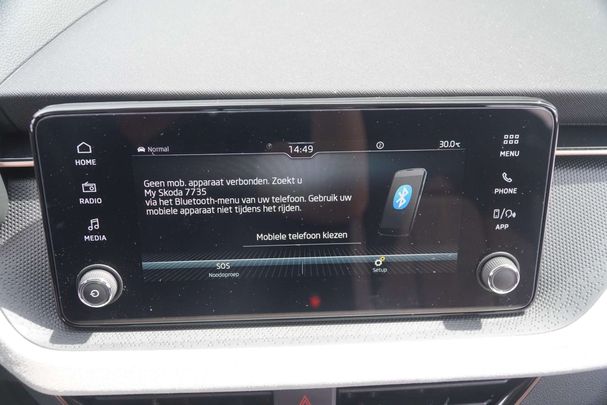 Normal
14:49
30.0°C
HOME
RADIO
MEDIA
MENU
PHONE
APP
Geen mob. apparaat verbonden. Zoekt u
My Skoda 7735
via het Bluetooth-menu van uw telefoon. Gebruik uw
mobiele apparaat niet tijdens het rijden.
Mobiele telefoon kiezen
SOS
Noodoproep
Setup